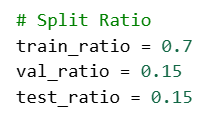 # Split Ratio
train_ratio = 0.7
val_ratio = 0.15
test_ratio = 0.15